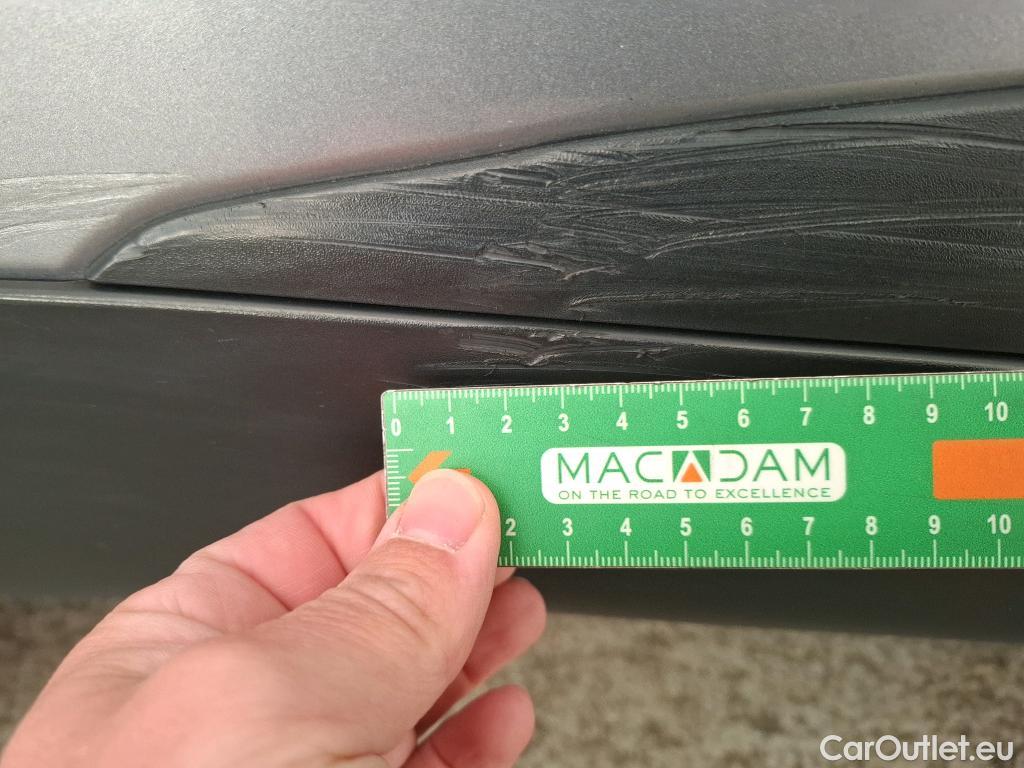 0 1 2 3 4 5 6 7 8 9 10
MACADAM
ON THE ROAD TO EXCELLENCE
2 3 4 5 6 7 8 9 10
CarOutlet.eu